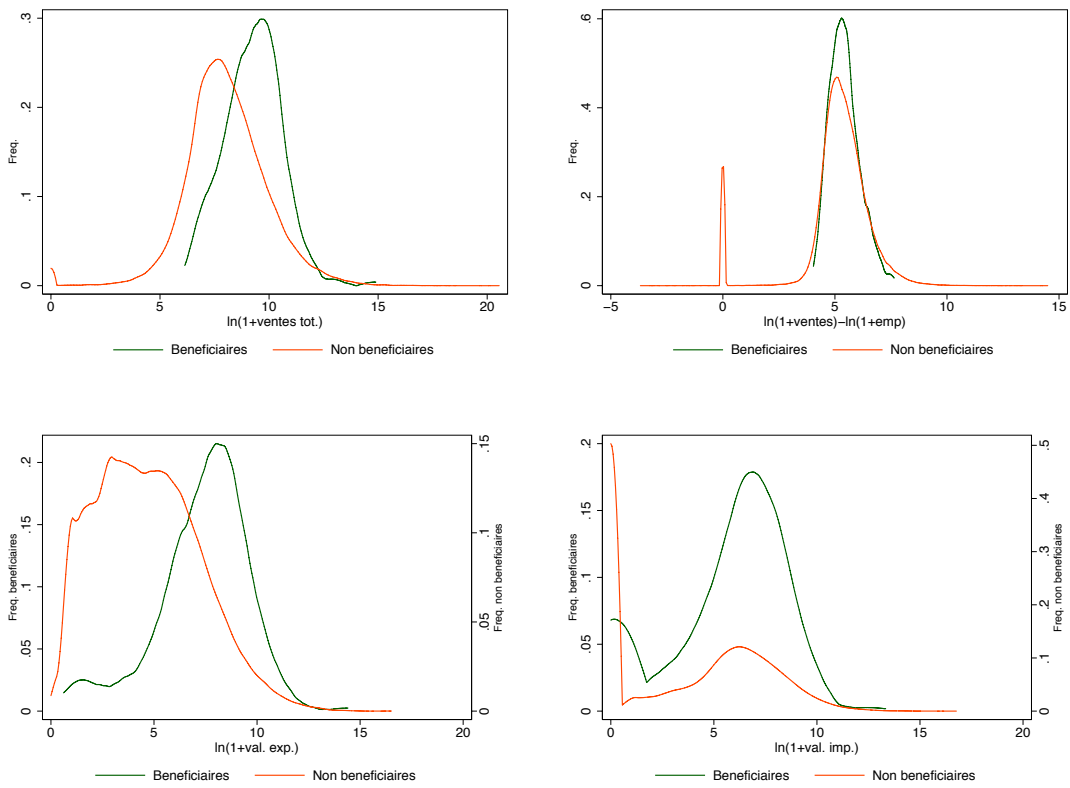 Freq.
.3
.2
.1
0
0 5 10 15 20
ln(1+ventes tot.)
Beneficiaires Non beneficiaires
Freq.
.6
.4
.2
0
−5 0 5 10 15
ln(1+ventes)−ln(1+emp)
Beneficiaires Non beneficiaires
Freq. beneficiaires
.2
.15
.1
.05
0
Freq. non beneficiaires
.15
.1
.05
0
0 5 10 15 20
ln(1+val. exp.)
Beneficiaires Non beneficiaires
Freq. beneficiaires
.2
.15
.1
.05
0
Freq. non beneficiaires
.5
.4
.3
.2
.1
0
0 5 10 15 20
ln(1+val. imp.)
Beneficiaires Non beneficiaires